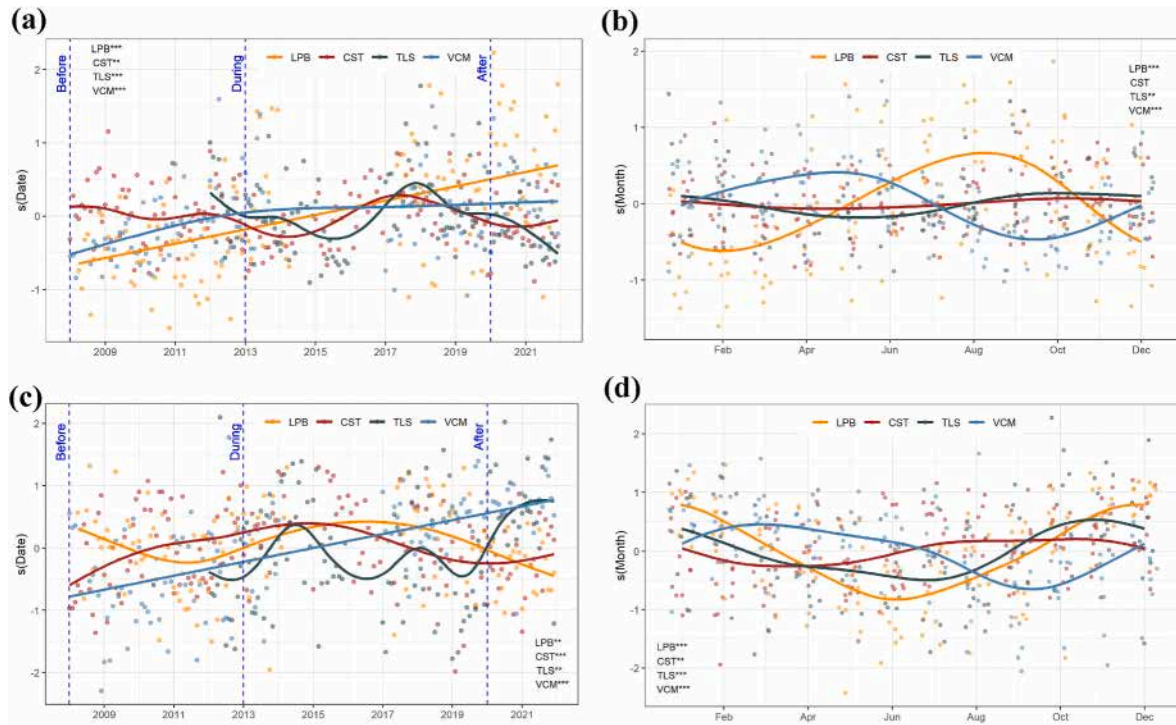 (a)
LPB***
CST**
TLS***
VCM***
LPB CST TLS VCM
Before
During
After
s(Date)
2
1
0
-1
2009 2011 2013 2015 2017 2019 2021
(b)
LPB CST TLS VCM
LPB***
CST
TLS**
VCM***
s(Month)
2
1
0
-1
Feb Apr Jun Aug Oct Dec
(c)
LPB CST TLS VCM
Before
During
After
s(Date)
2
1
0
-1
-2
LPB**
CST***
TLS**
VCM***
2009 2011 2013 2015 2017 2019 2021
(d)
LPB CST TLS VCM
s(Month)
2
1
0
-1
-2
LPB***
CST**
TLS***
VCM***
Feb Apr Jun Aug Oct Dec